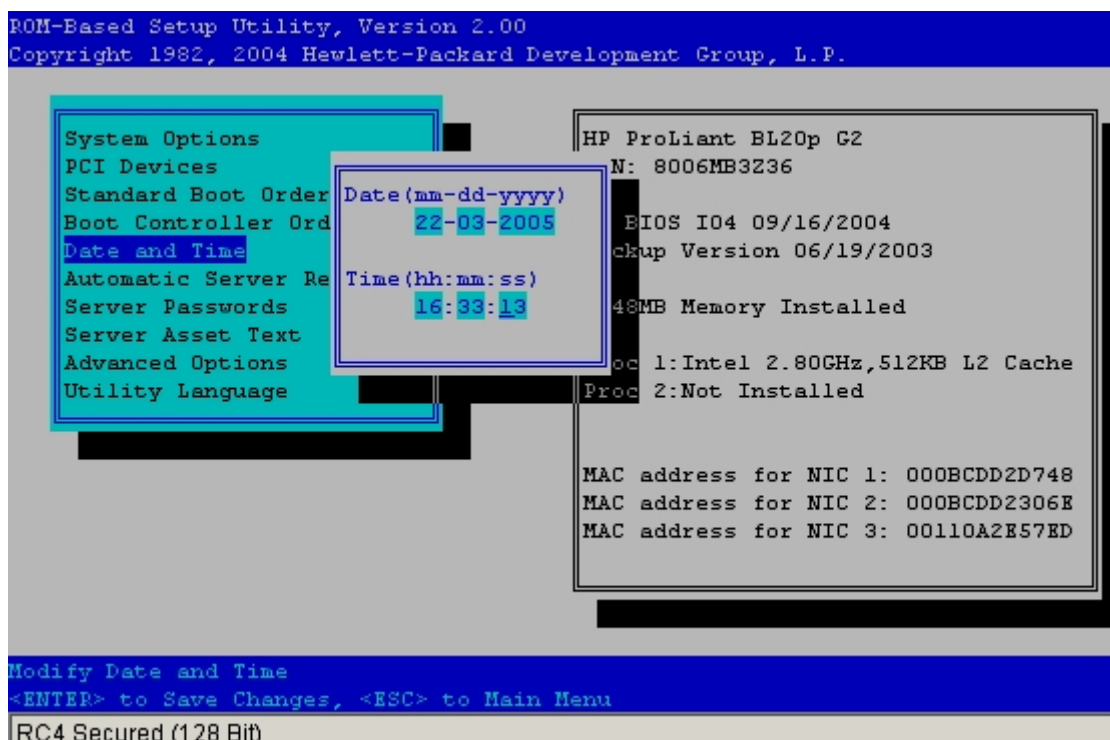 ROM-Based Setup Utility, Version 2.00
Copyright 1982, 2004 Hewlett-Packard Development Group, L.P.
System Options
PCI Devices
Standard Boot Order
Boot Controller Ord
Date and Time
Automatic Server Re
Server Passwords
Server Asset Text
Advanced Options
Utility Language
Date(mm-dd-yyyy)
22-03-2005
Time(hh:mm:ss)
16:33:13
HP ProLiant BL20p G2
N: 8006MB3Z36
BIOS I04 09/16/2004
ckup Version 06/19/2003
48MB Memory Installed
oc 1:Intel 2.80GHz,512KB L2 Cache
Proc 2:Not Installed
MAC address for NIC 1: 000BCDD2D748
MAC address for NIC 2: 000BCDD2306E
MAC address for NIC 3: 00110A2E57ED
Modify Date and Time
<ENTER> to Save Changes, <ESC> to Main Menu
RC4 Secured (128 Bit)